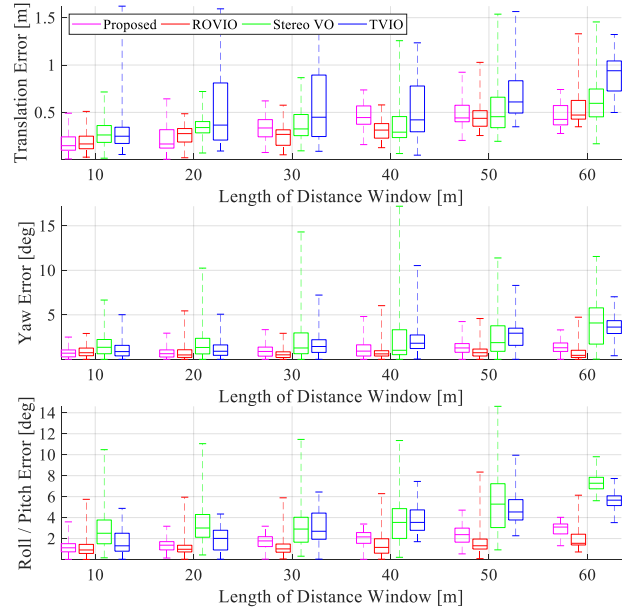 1.5
Proposed ROVIO Stereo VO TVIO
1
0.5
Translation Error [m]
10 20 30 40 50 60
Length of Distance Window [m]
15
10
5
Yaw Error [deg]
10 20 30 40 50 60
Length of Distance Window [m]
14
12
10
8
6
4
2
Roll / Pitch Error [deg]
10 20 30 40 50 60
Length of Distance Window [m]